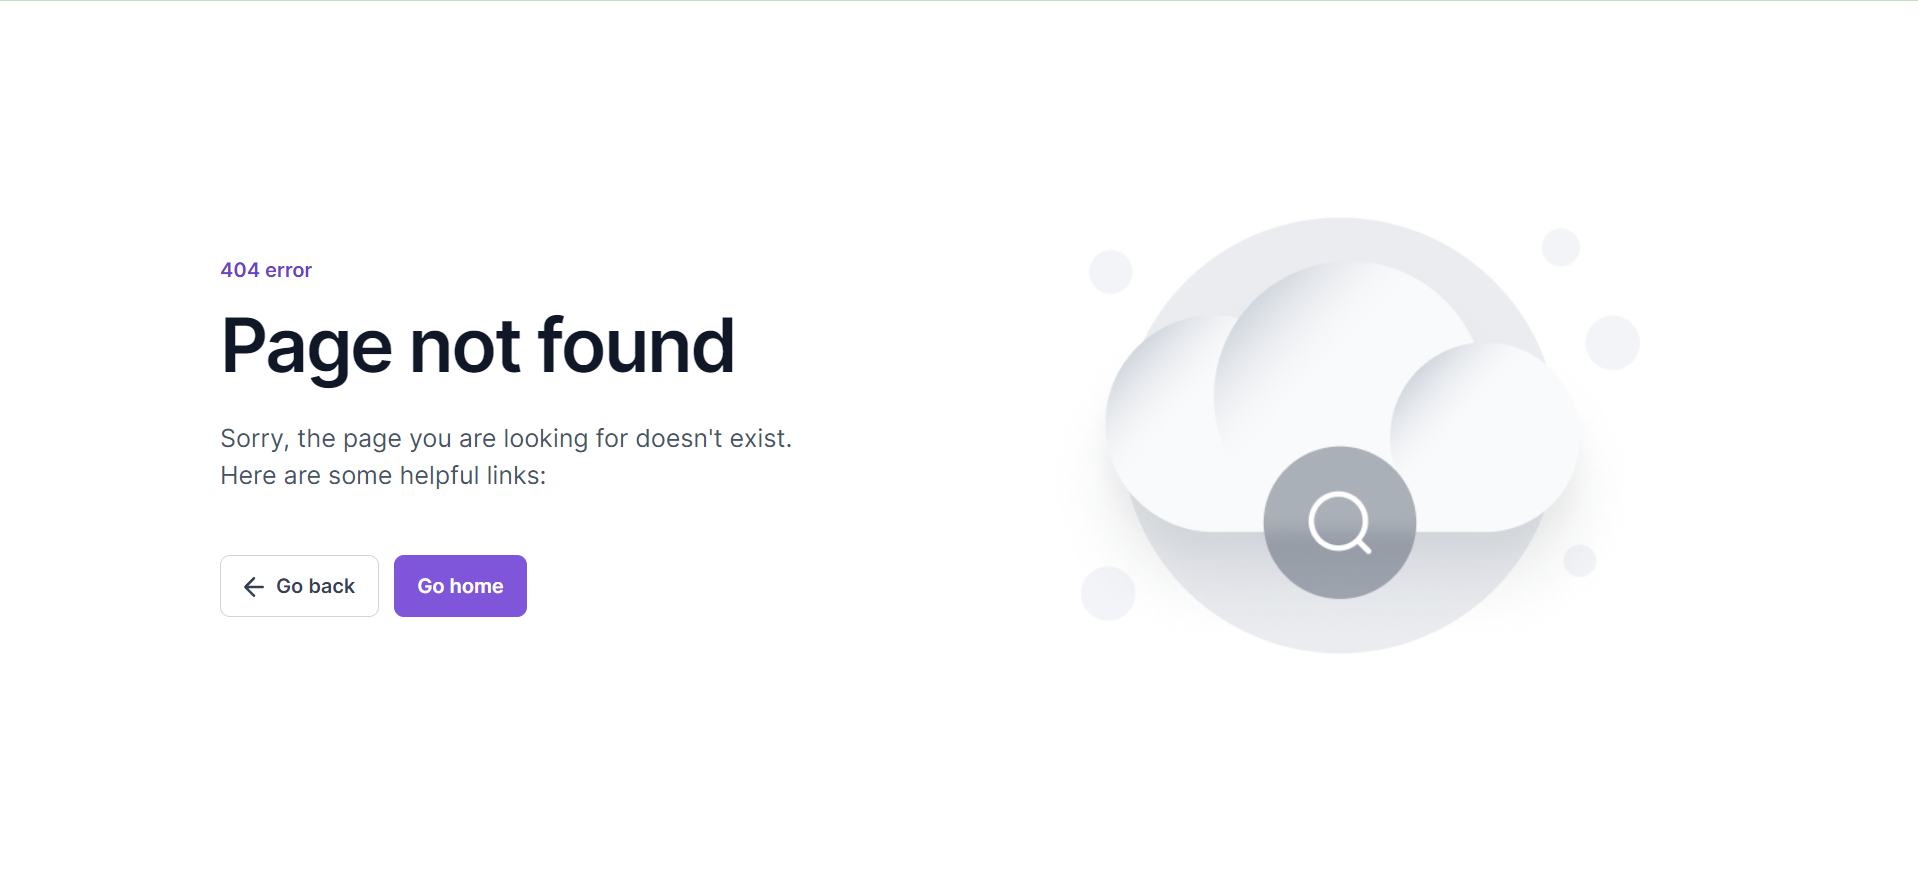 404 error
Page not found
Sorry, the page you are looking for doesn't exist.
Here are some helpful links:
Go back
Go home